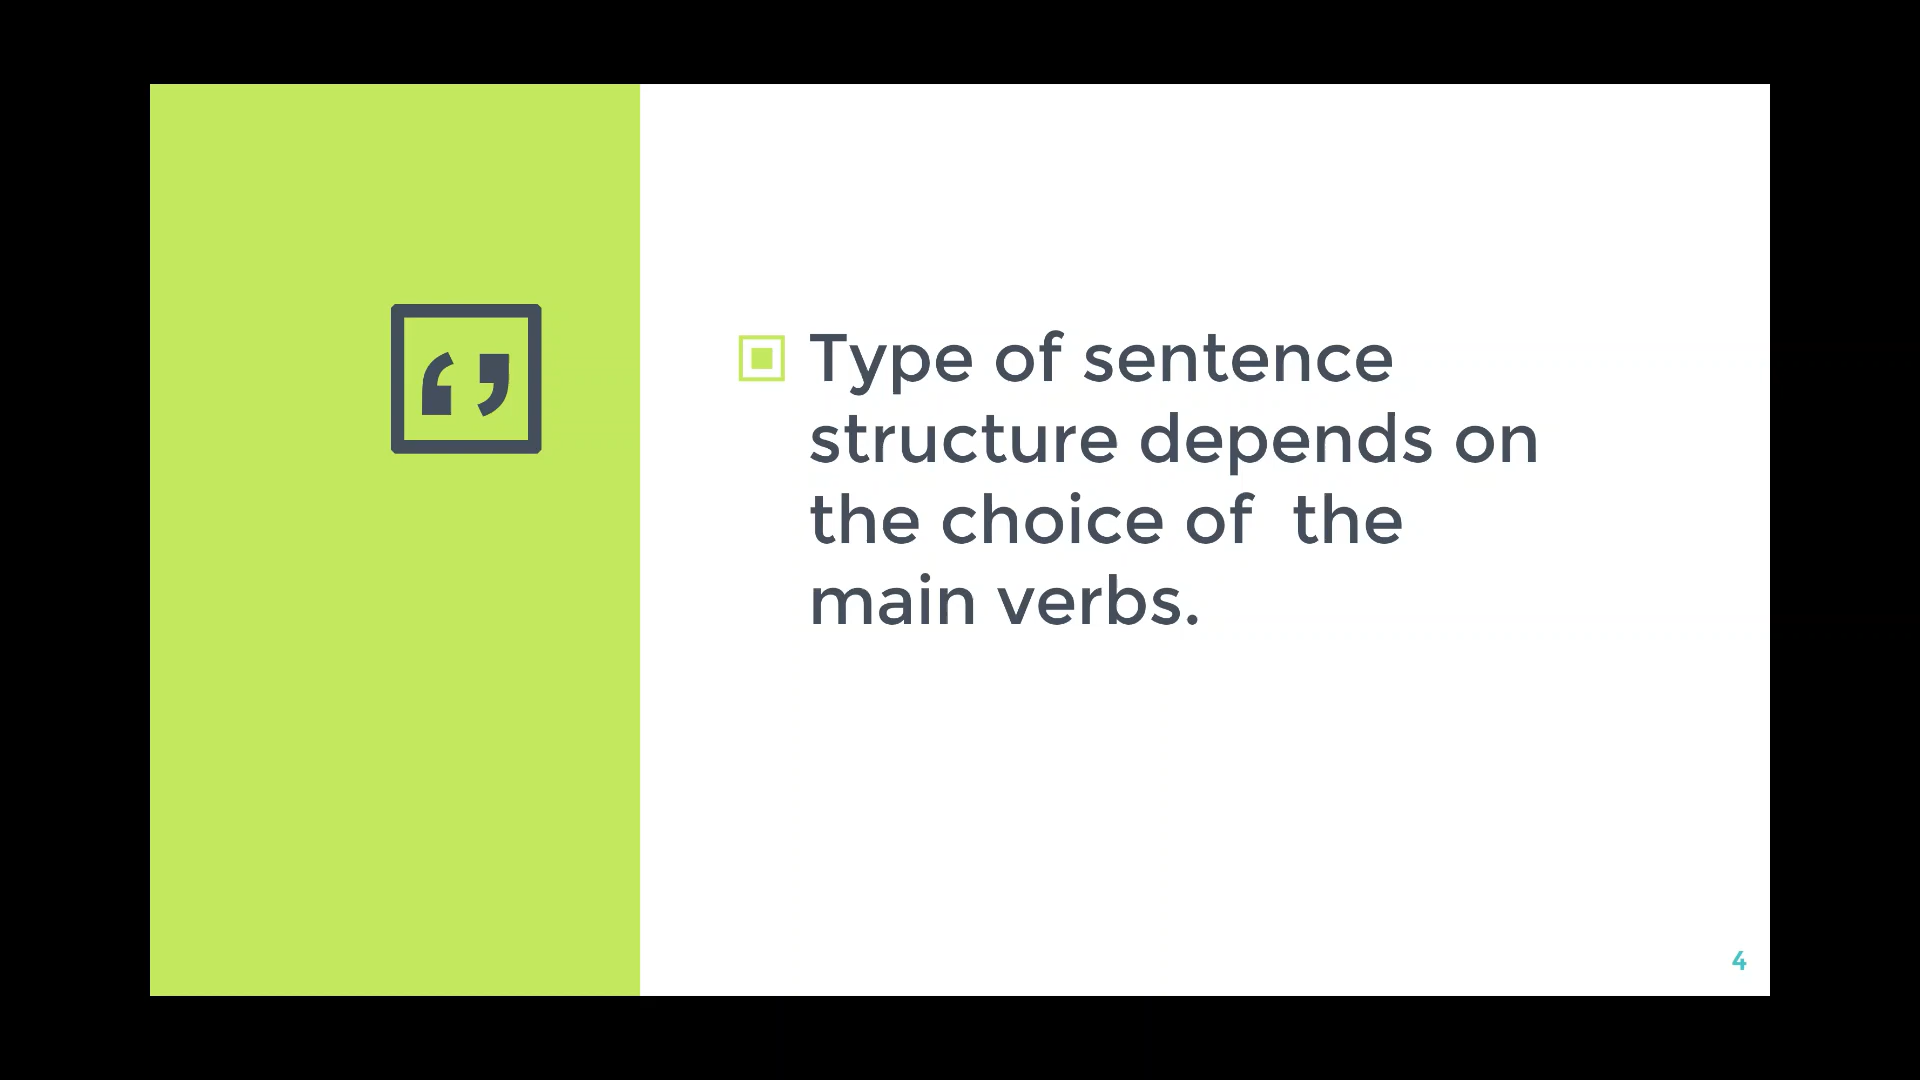 Type of sentence
structure depends on
the choice of  the
main verbs.
4